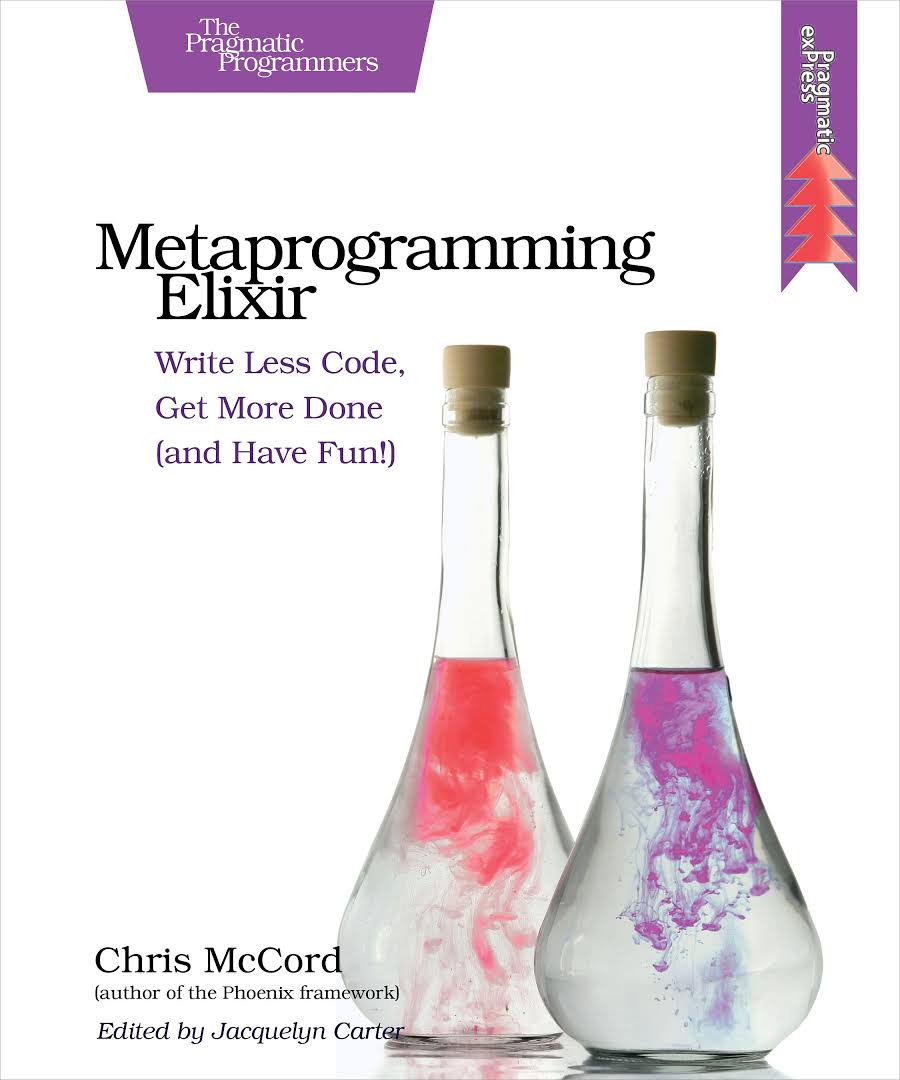 The
Pragmatic
Programmers
Pragmatic
exPress
Metaprogramming
Elixir
Write Less Code,
Get More Done
(and Have Fun!)
Chris McCord
(author of the Phoenix framework)
Edited by Jacquelyn Carter